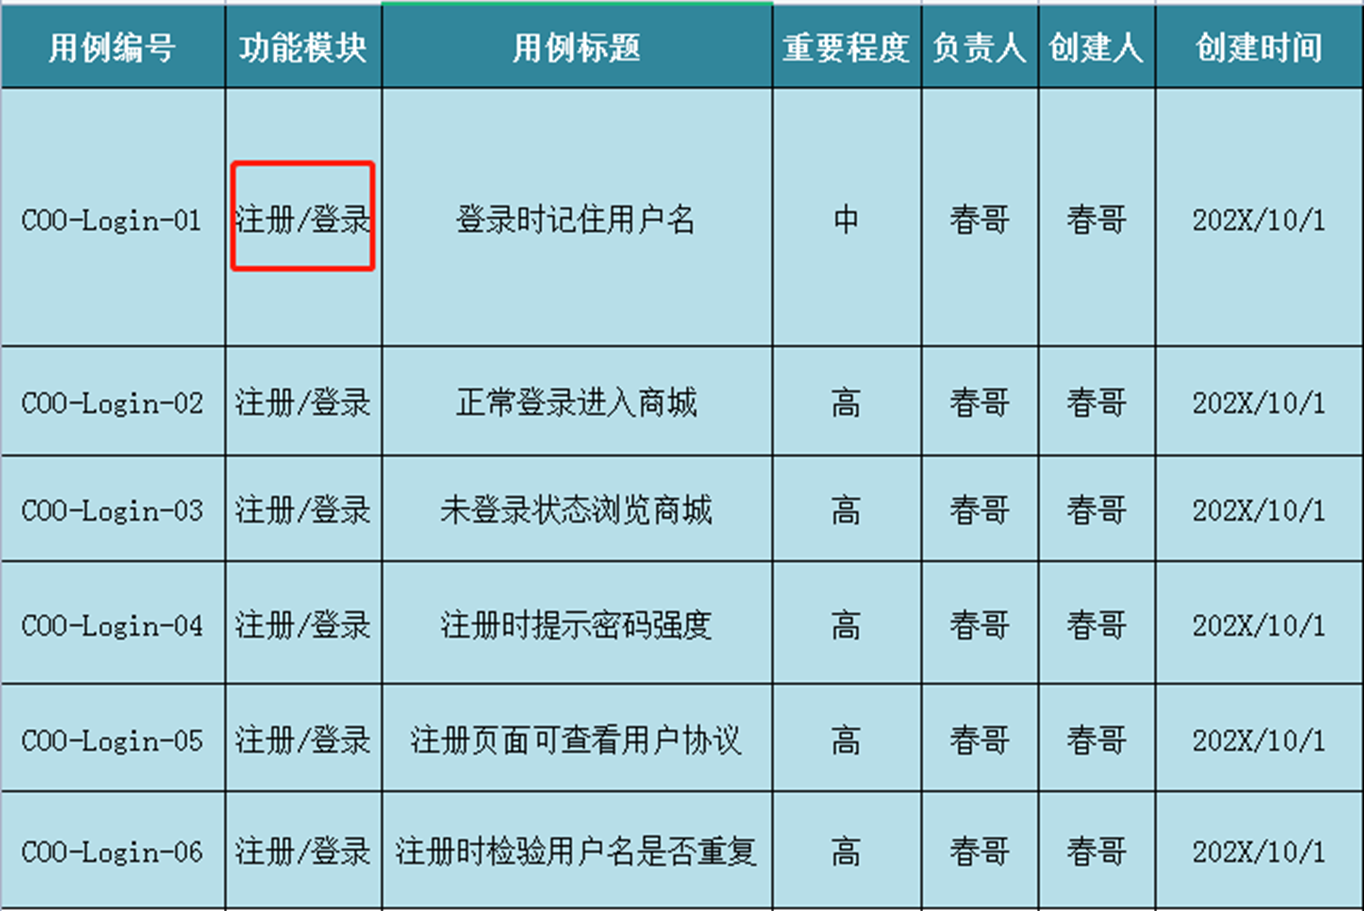 用例编号 功能模块 用例标题 重要程度 负责人 创建人 创建时间
COO-Login-01 注册/登录 登录时记住用户名 中 春哥 春哥 202X/10/1
COO-Login-02 注册/登录 正常登录进入商城 高 春哥 春哥 202X/10/1
COO-Login-03 注册/登录 未登录状态浏览商城 高 春哥 春哥 202X/10/1
COO-Login-04 注册/登录 注册时提示密码强度 高 春哥 春哥 202X/10/1
COO-Login-05 注册/登录 注册页面可查看用户协议 高 春哥 春哥 202X/10/1
COO-Login-06 注册/登录 注册时检验用户名是否重复 高 春哥 春哥 202X/10/1